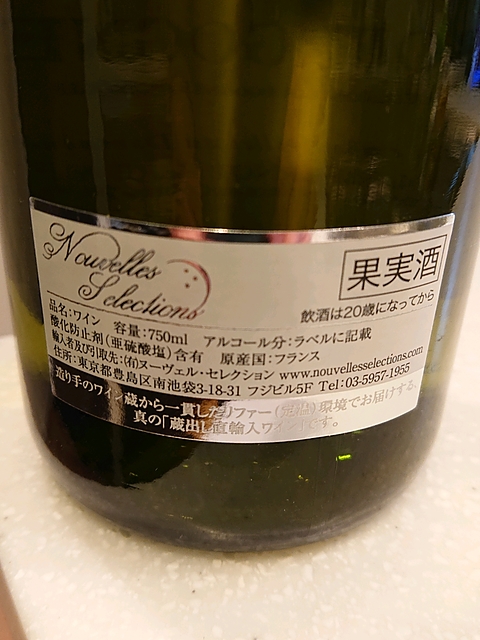 Nouvelles
Selections
果実酒
飲酒は20歳になってから
品名：ワイン 容量：750ml アルコール分：ラベルに記載
酸化防止剤（亜硫酸塩）含有 原産国：フランス
輸入者及び引取先：（有）ヌーヴェル・セレクション www.nouvellesselections.com
住所：東京都豊島区南池袋3-18-31 フジビル5F Tel：03-5957-1955
造り手のワイン蔵から一貫したリファー（定温）環境でお届けする、
真の「蔵出し直輸入ワイン」です。